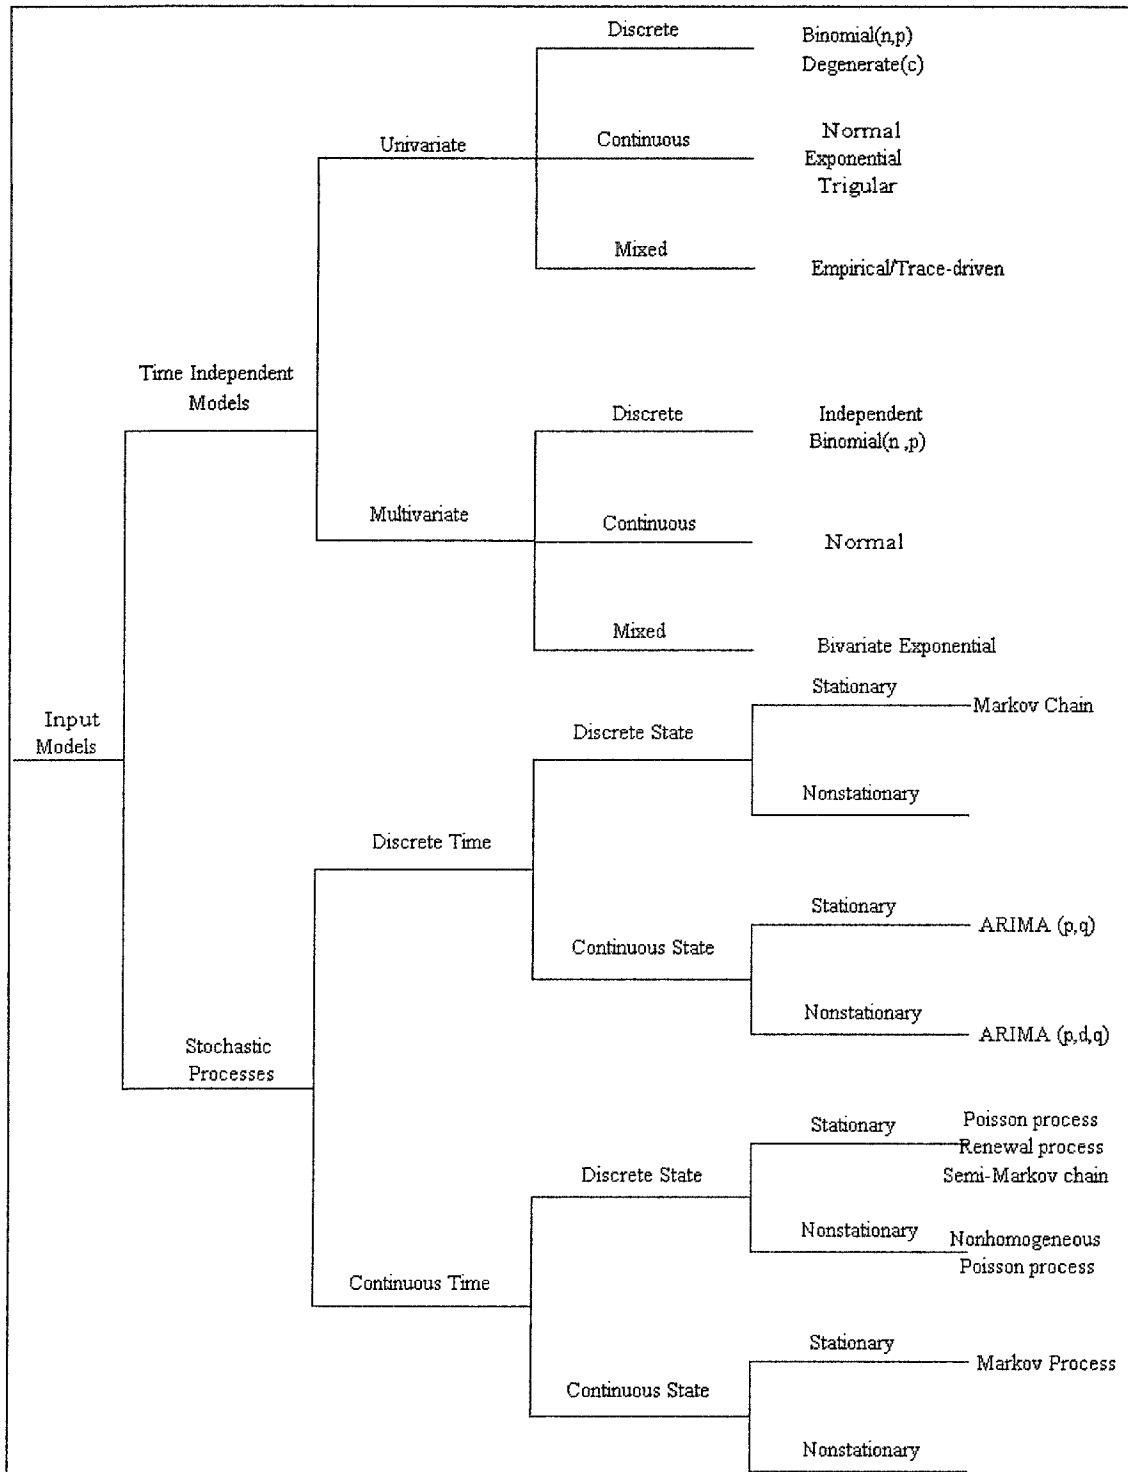 Discrete
Binomial(n,p)
Degenerate(c)
Univariate
Continuous
Normal
Exponential
Trigular
Mixed
Empirical/Trace-driven
Time Independent
Models
Discrete
Independent
Binomial(n ,p)
Multivariate
Continuous
Normal
Mixed
Bivariate Exponential
Input
Models
Discrete State
Stationary
Markov Chain
Nonstationary
Discrete Time
Continuous State
Stationary
ARIMA (p,q)
Nonstationary
ARIMA (p,d,q)
Stochastic
Processes
Discrete State
Stationary
Poisson process
Renewal process
Semi-Markov chain
Nonstationary
Nonhomogeneous
Poisson process
Continuous Time
Continuous State
Stationary
Markov Process
Nonstationary